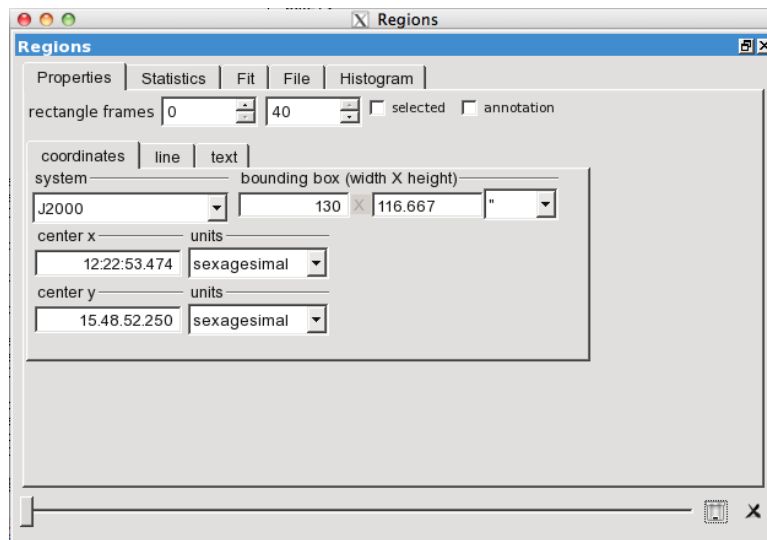 Regions
Regions
Properties Statistics Fit File Histogram
rectangle frames 0 40 selected annotation
coordinates line text
system bounding box (width X height)
J2000 130 X 116.667 "
center x units
12:22:53.474 sexagesimal
center y units
15.48.52.250 sexagesimal